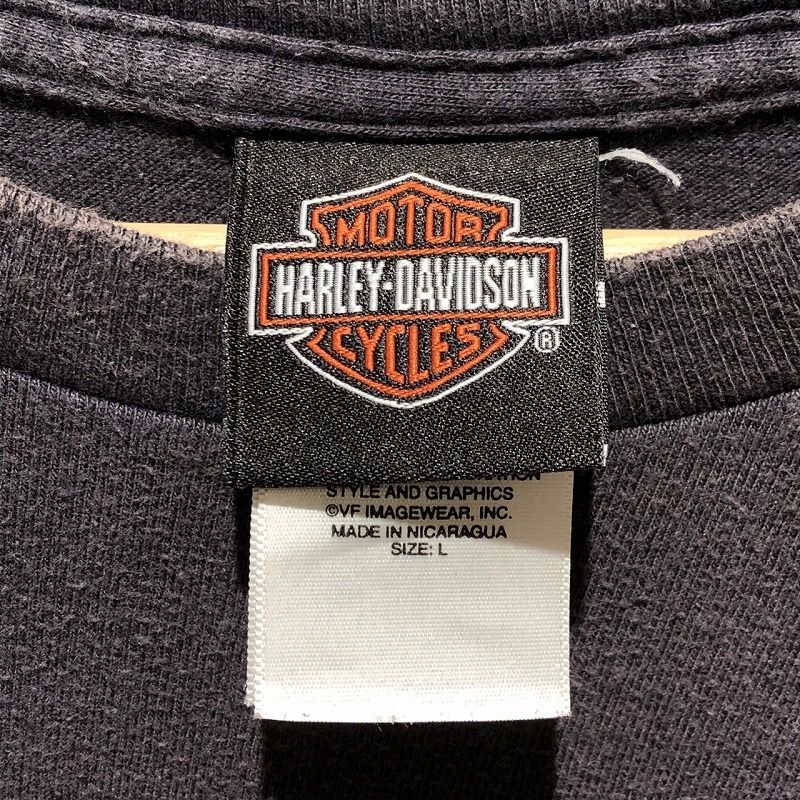 MOTOR
HARLEY-DAVIDSON
CYCLES
®
STYLE AND GRAPHICS
©VF IMAGEWEAR, INC.
MADE IN NICARAGUA
SIZE: L